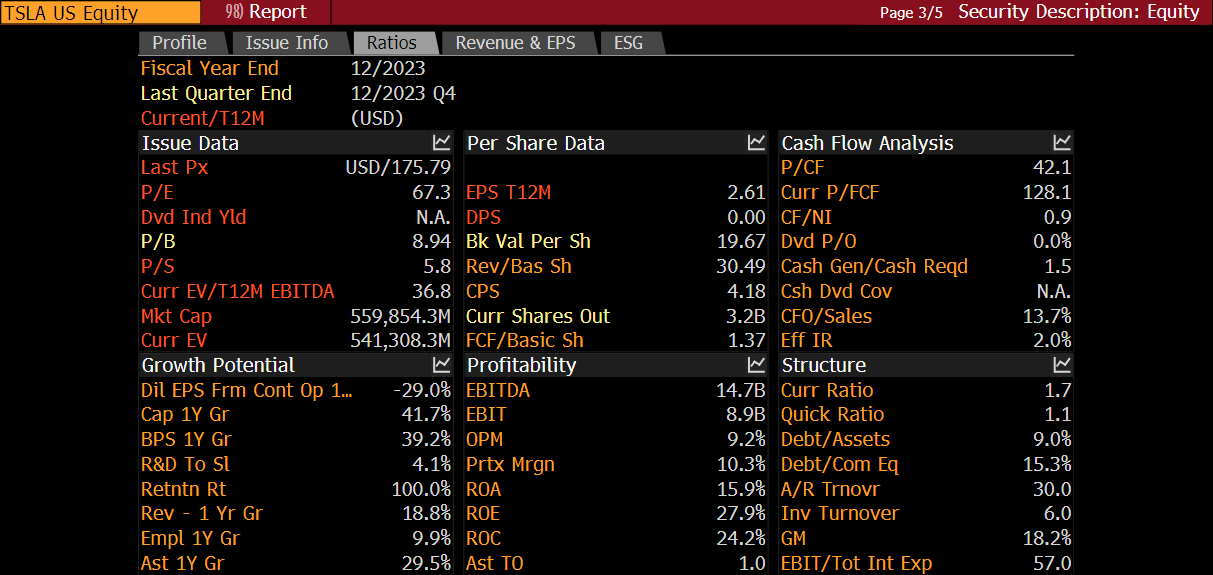 TSLA US Equity 98) Report Page 3/5 Security Description: Equity
Profile Issue Info Ratios Revenue & EPS ESG
Fiscal Year End 12/2023
Last Quarter End 12/2023 Q4
Current/T12M (USD)
Issue Data Per Share Data Cash Flow Analysis
Last Px USD/175.79 P/CF 42.1
P/E 67.3 EPS T12M 2.61 Curr P/FCF 128.1
Dvd Ind Yld N.A. DPS 0.00 CF/NI 0.9
P/B 8.94 Bk Val Per Sh 19.67 Dvd P/O 0.0%
P/S 5.8 Rev/Bas Sh 30.49 Cash Gen/Cash Reqd 1.5
Curr EV/T12M EBITDA 36.8 CPS 4.18 Csh Dvd Cov N.A.
Mkt Cap 559,854.3M Curr Shares Out 3.2B CFO/Sales 13.7%
Curr EV 541,308.3M FCF/Basic Sh 1.37 Eff IR 2.0%
Growth Potential Profitability Structure
Dil EPS Frm Cont Op 1... -29.0% EBITDA 14.7B Curr Ratio 1.7
Cap 1Y Gr 41.7% EBIT 8.9B Quick Ratio 1.1
BPS 1Y Gr 39.2% OPM 9.2% Debt/Assets 9.0%
R&D To Sl 4.1% Prtx Mrgn 10.3% Debt/Com Eq 15.3%
Retntn Rt 100.0% ROA 15.9% A/R Trnovr 30.0
Rev - 1 Yr Gr 18.8% ROE 27.9% Inv Turnover 6.0
Empl 1Y Gr 9.9% ROC 24.2% GM 18.2%
Ast 1Y Gr 29.5% Ast TO 1.0 EBIT/Tot Int Exp 57.0